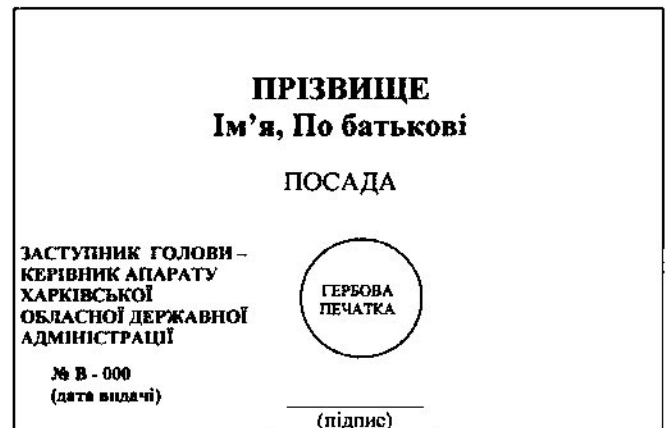 ПРІЗВИЩЕ
Ім’я, По батькові
ПОСАДА
ЗАСТУПНИК ГОЛОВИ –
КЕРІВНИК АПАРАТУ
ХАРКІВСЬКОЇ
ОБЛАСНОЇ ДЕРЖАВНОЇ
АДМІНІСТРАЦІЇ
ГЕРБОВА
ПЕЧАТКА
№ В - 000
(дата видачі)
(підпис)